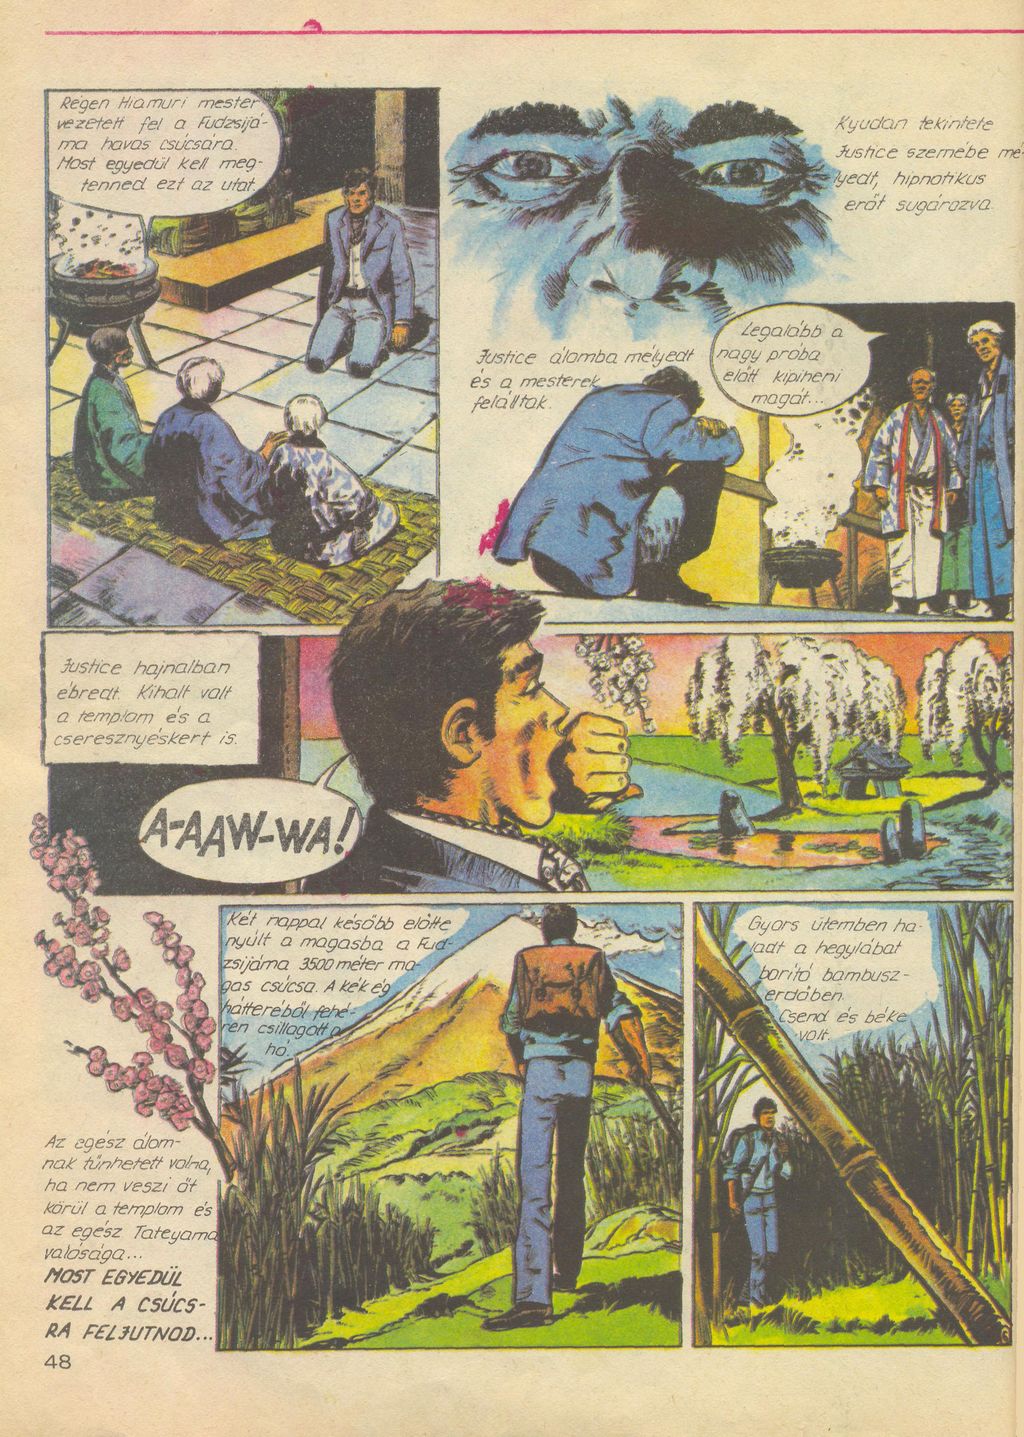 Régen Hiamuri mester
vezetett fel a Fudzsijá-
ma havas csúcsára.
Most egyedül kell meg-
tenned ezt az utat.
Kyudan tekintete
Justice szemébe mé-
lyedt, hipnotikus
erőt sugározva.
Justice álomba mélyedt
és a mesterek
felálltak.
Legalább a
nagy próba
előtt kipiheni
magát...
Justice hajnalban
ébredt. Kihalt volt
a templom és a
cseresznyéskert is.
A-AAW-WA!
Két nappal később előtte
nyúlt a magasba a Fud-
zsijáma 3500 méter ma-
gas csúcsa. A kék ég
hátteréből fehé-
ren csillogott a
hó.
Gyors ütemben ha-
ladt a hegylábat
borító bambusz-
erdőben.
Csend és béke
volt.
Az egész álom-
nak tűnhetett volna,
ha nem veszi őt
körül a templom és
az egész Tateyama
valósága...
MOST EGYEDÜL
KELL A CSÚCS-
RA FELJUTNOD...
48